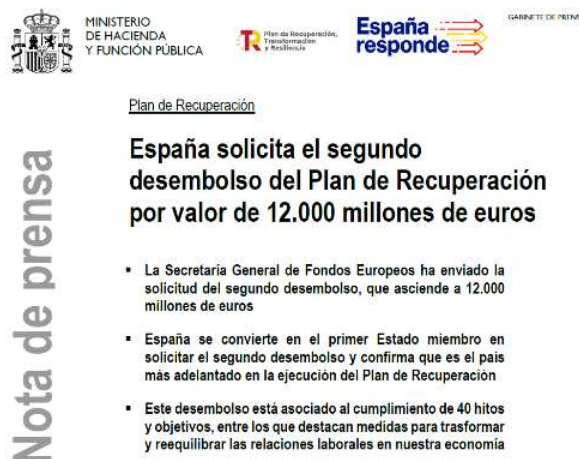 MINISTERIO
DE HACIENDA
Y FUNCIÓN PÚBLICA
Plan de Recuperación,
Transformación
y Resiliencia
España
responde
GABINETE DE PRENSA
Plan de Recuperación
España solicita el segundo
desembolso del Plan de Recuperación
por valor de 12.000 millones de euros
▪ La Secretaría General de Fondos Europeos ha enviado la
solicitud del segundo desembolso, que asciende a 12.000
millones de euros
▪ España se convierte en el primer Estado miembro en
solicitar el segundo desembolso y confirma que es el país
más adelantado en la ejecución del Plan de Recuperación
▪ Este desembolso está asociado al cumplimiento de 40 hitos
y objetivos, entre los que destacan medidas para trasformar
y reequilibrar las relaciones laborales en nuestra economía
Nota de prensa